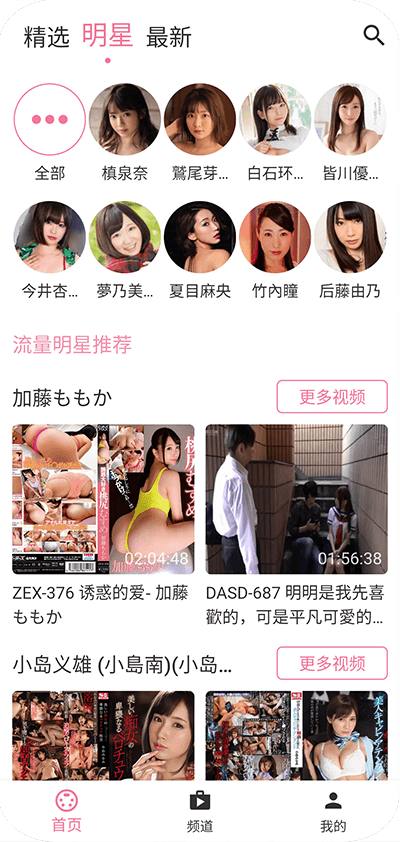 精选 明星 最新
全部 槙泉奈 鷲尾芽... 白石环... 皆川優...
今井杏... 夢乃美... 夏目麻央 竹內瞳 后藤由乃
流量明星推荐
加藤ももか 更多视频
02:04:48 01:56:38
ZEX-376 诱惑的爱- 加藤ももか
DASD-687 明明是我先喜歡的，可是平凡可愛的...
小岛义雄 (小島南)(小岛... 更多视频
首页 频道 我的